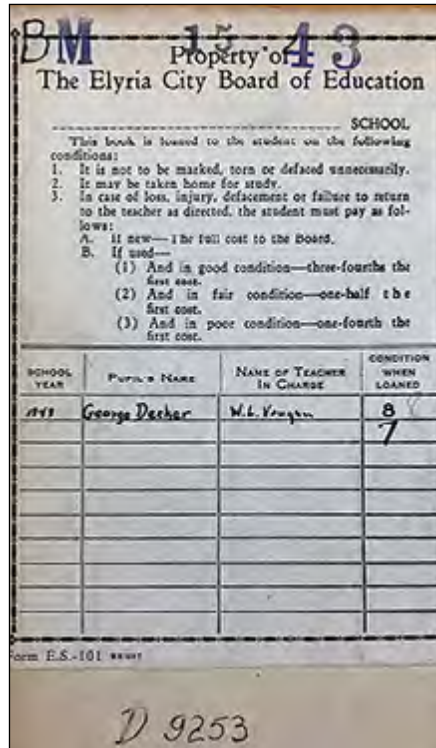 BM 15 43
Property of
The Elyria City Board of Education
SCHOOL
This book is loaned to the student on the following
conditions:
1. It is not to be marked, torn or defaced unnecessarily.
2. It may be taken home for study.
3. In case of loss, injury, defacement or failure to return
to the teacher as directed, the student must pay as fol-
lows:
A. If new—The full cost to the Board.
B. If used—
(1) And in good condition—three-fourths the
first cost.
(2) And in fair condition—one-half the
first cost.
(3) And in poor condition—one-fourth the
first cost.
SCHOOL YEAR PUPIL'S NAME NAME OF TEACHER IN CHARGE CONDITION WHEN LOANED
George Decker W.L. Vaughn 8 8
7
Form E.S.-101
D 9253